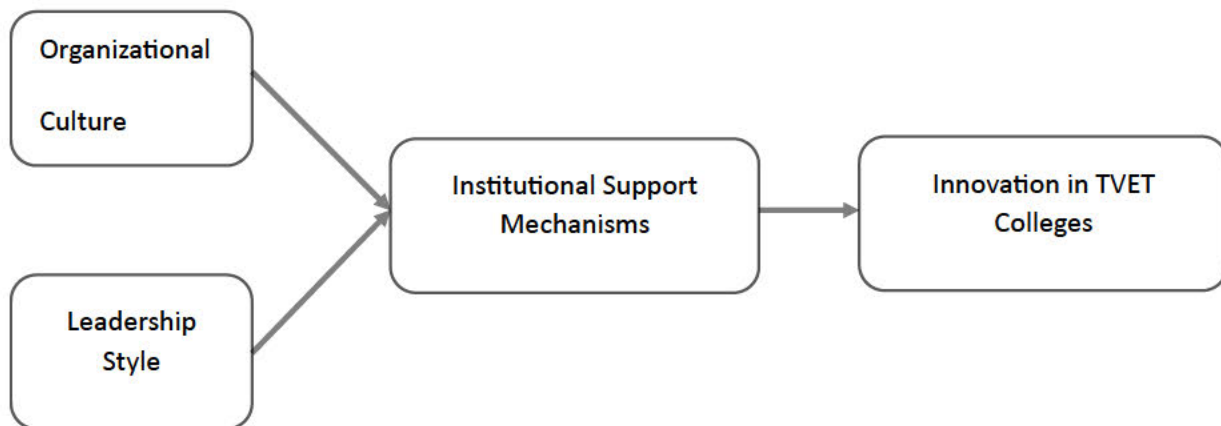 Organizational
Culture
Institutional Support
Mechanisms
Innovation in TVET
Colleges
Leadership
Style